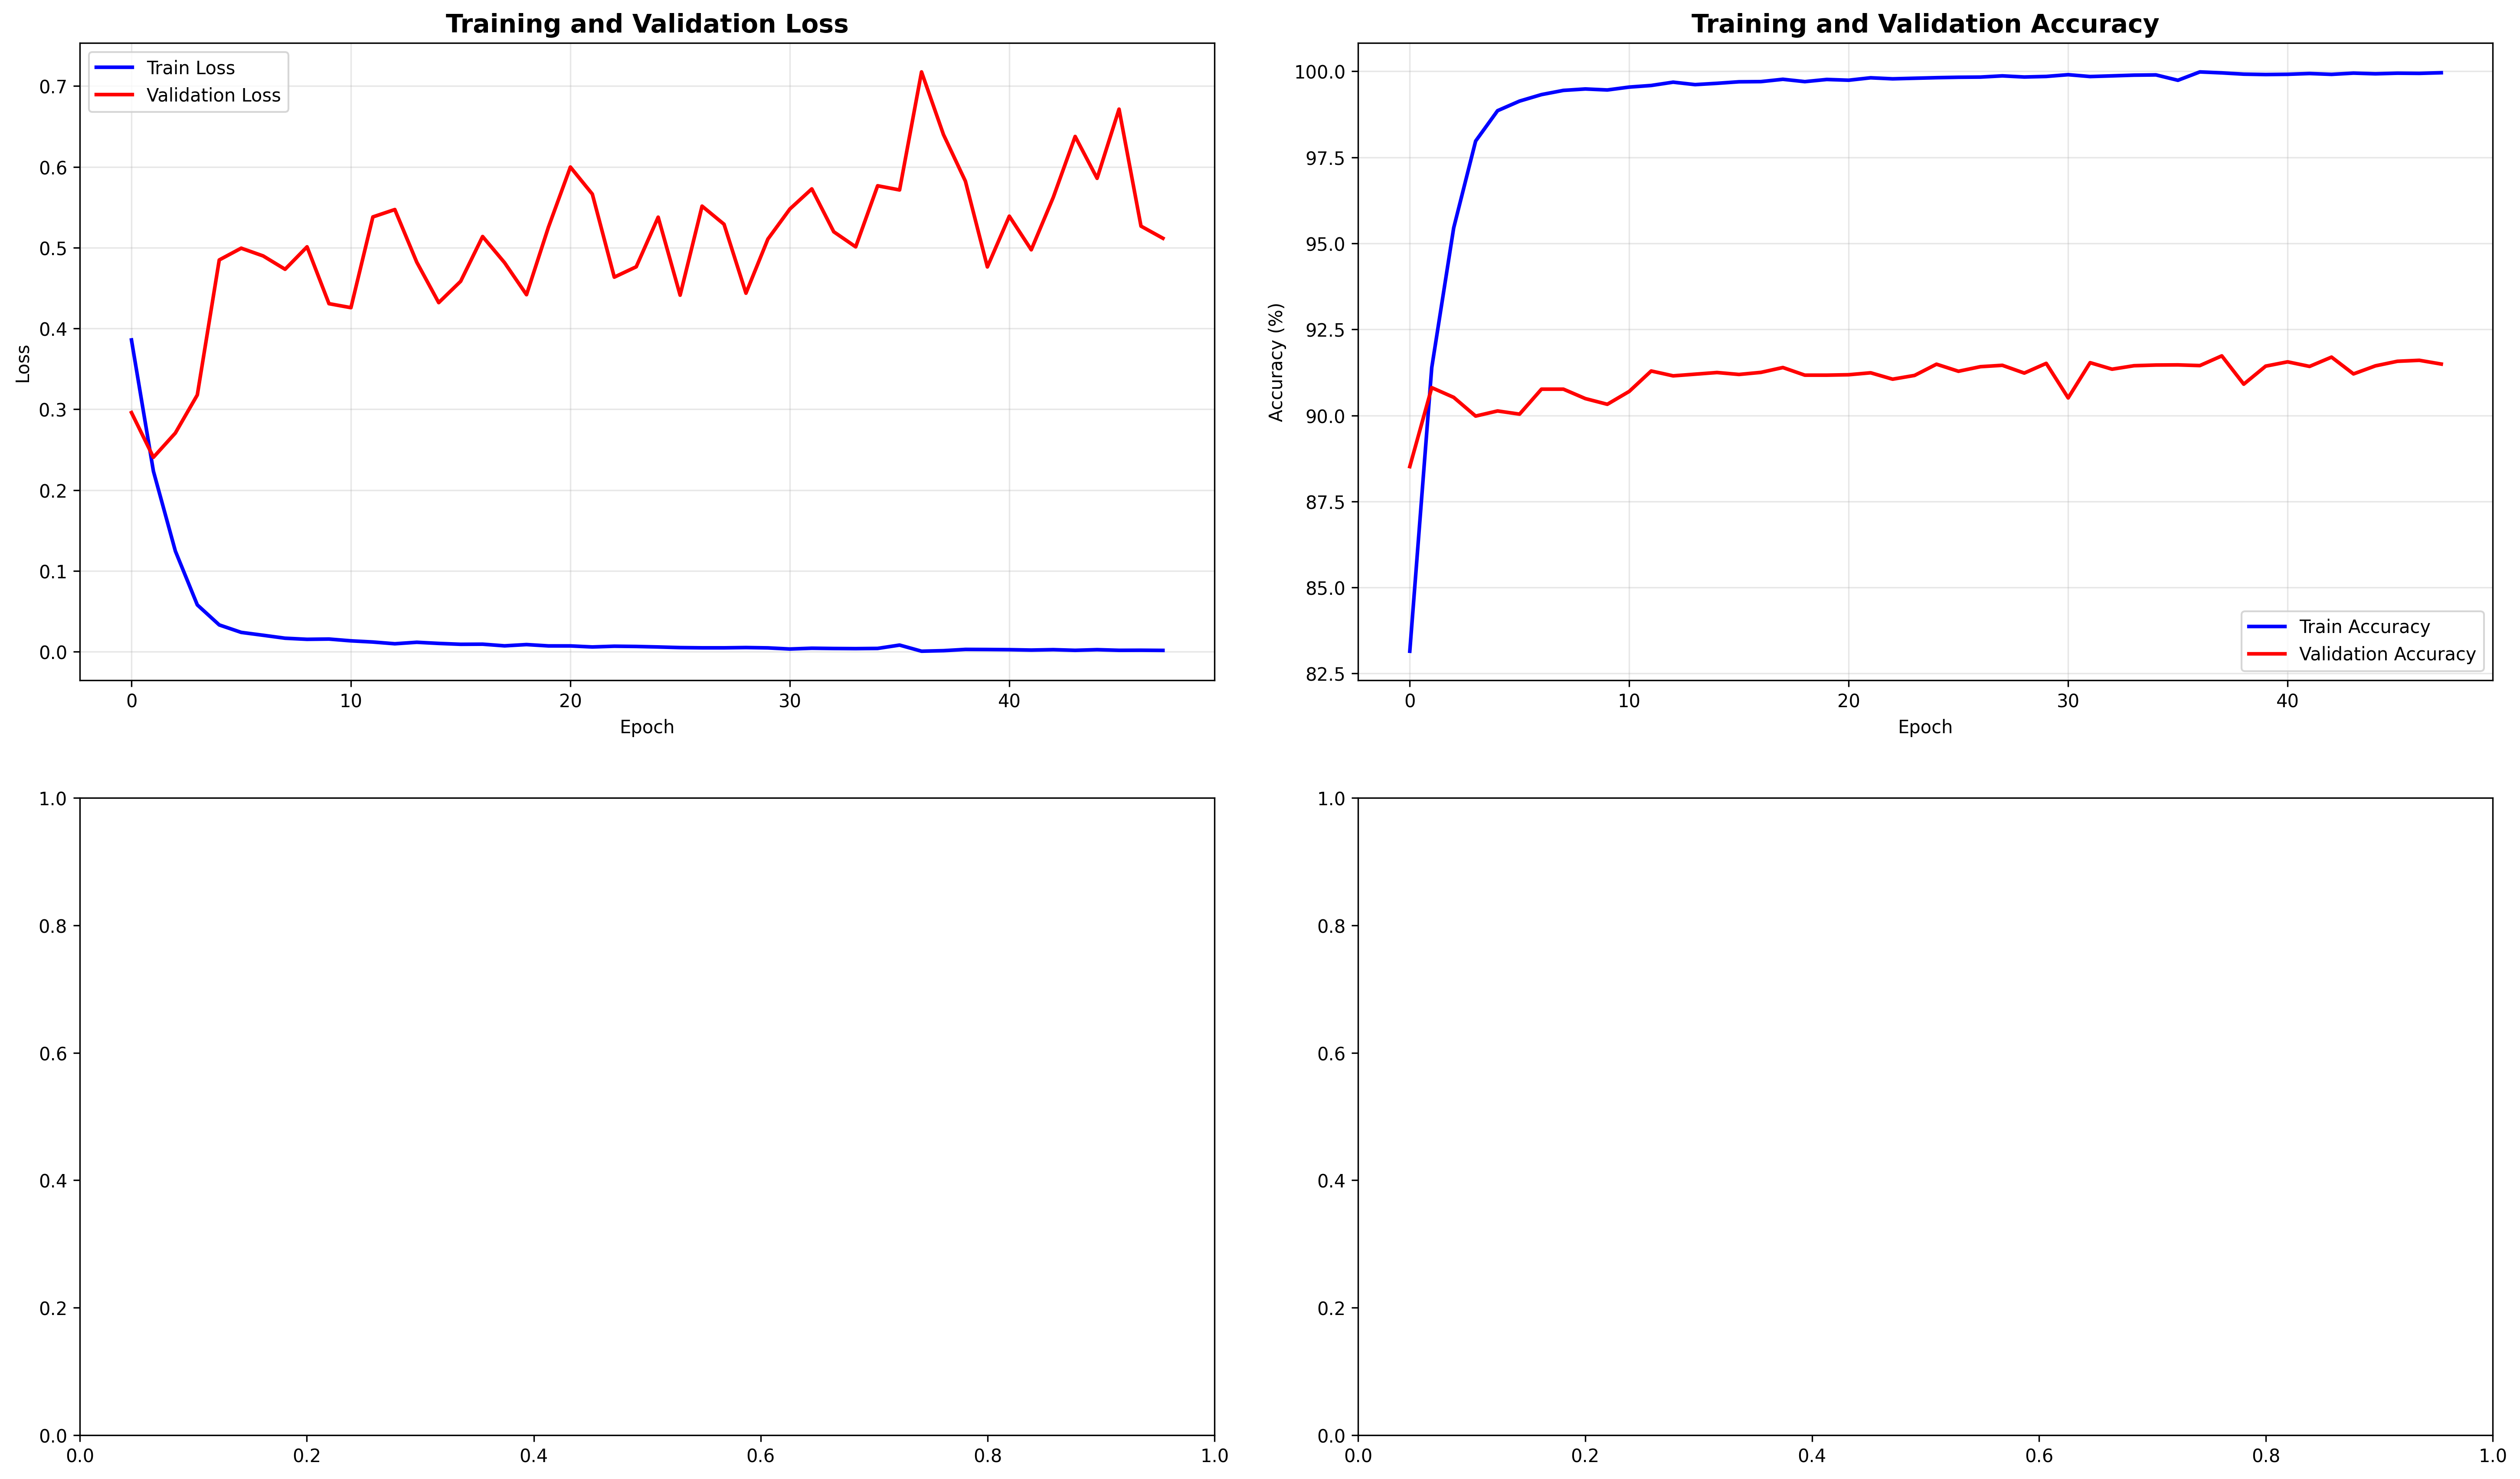 Training and Validation Loss
Train Loss
Validation Loss
Loss
0.7
0.6
0.5
0.4
0.3
0.2
0.1
0.0
0 10 20 30 40
Epoch
Training and Validation Accuracy
Accuracy (%)
100.0
97.5
95.0
92.5
90.0
87.5
85.0
82.5
Train Accuracy
Validation Accuracy
0 10 20 30 40
Epoch
1.0
0.8
0.6
0.4
0.2
0.0
0.0 0.2 0.4 0.6 0.8 1.0
1.0
0.8
0.6
0.4
0.2
0.0
0.0 0.2 0.4 0.6 0.8 1.0